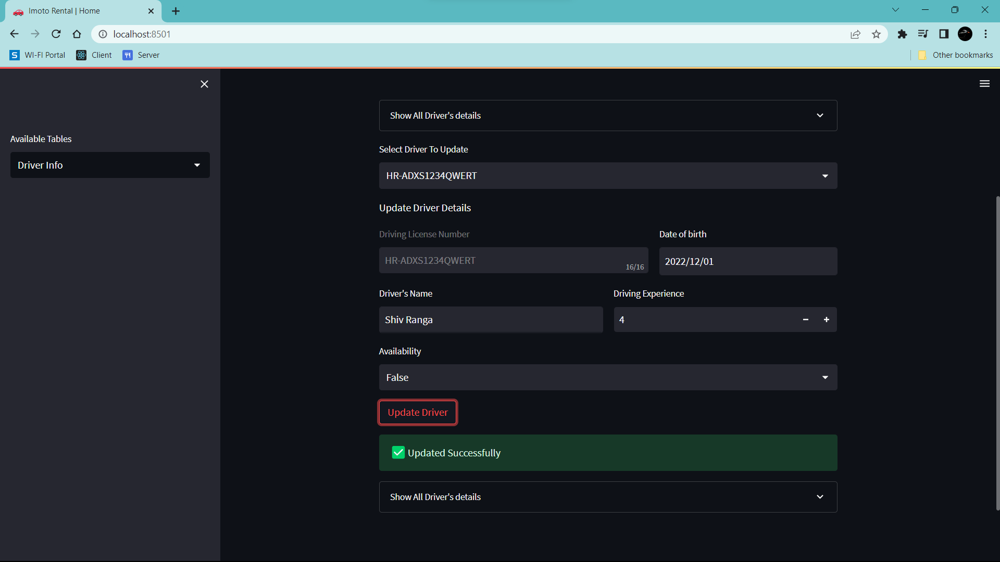 Imoto Rental | Home
localhost:8501
WI-FI Portal
Client
Server
Other bookmarks
Available Tables
Driver Info
Show All Driver's details
Select Driver To Update
HR-ADXS1234QWERT
Update Driver Details
Driving License Number
Date of birth
HR-ADXS1234QWERT
16/16
2022/12/01
Driver's Name
Driving Experience
Shiv Ranga
4
Availability
False
Update Driver
Updated Successfully
Show All Driver's details